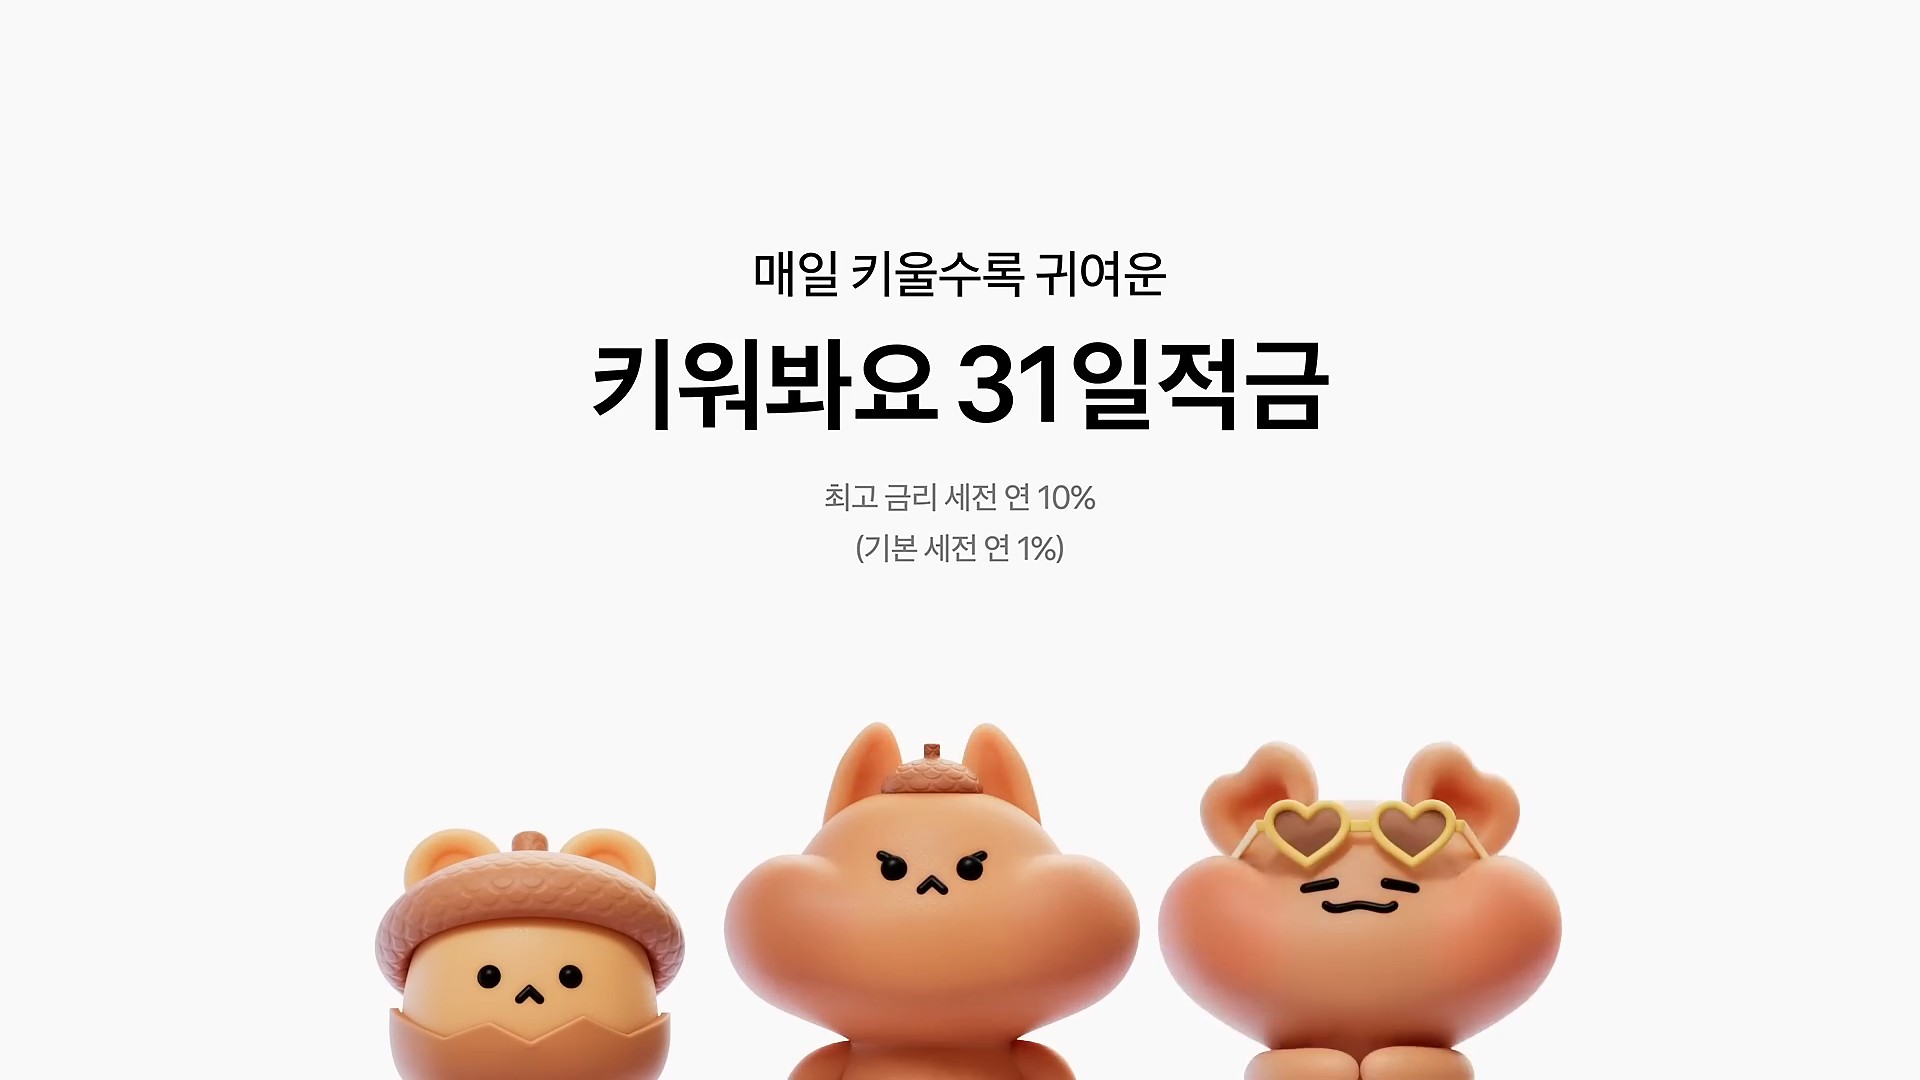 매일 키울수록 귀여운
키워봐요 31일적금
최고 금리 세전 연 10%
(기본 세전 연 1%)